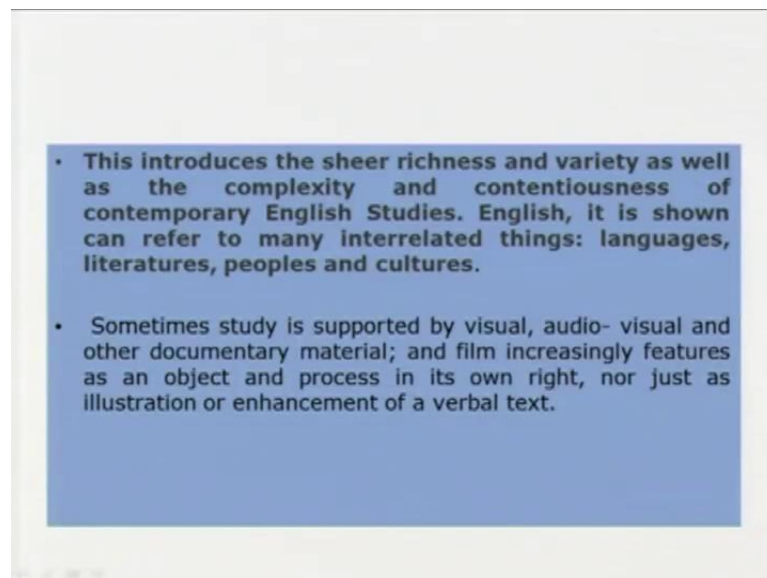 • This introduces the sheer richness and variety as well
as the complexity and contentiousness of
contemporary English Studies. English, it is shown
can refer to many interrelated things: languages,
literatures, peoples and cultures.
• Sometimes study is supported by visual, audio- visual and
other documentary material; and film increasingly features
as an object and process in its own right, nor just as
illustration or enhancement of a verbal text.